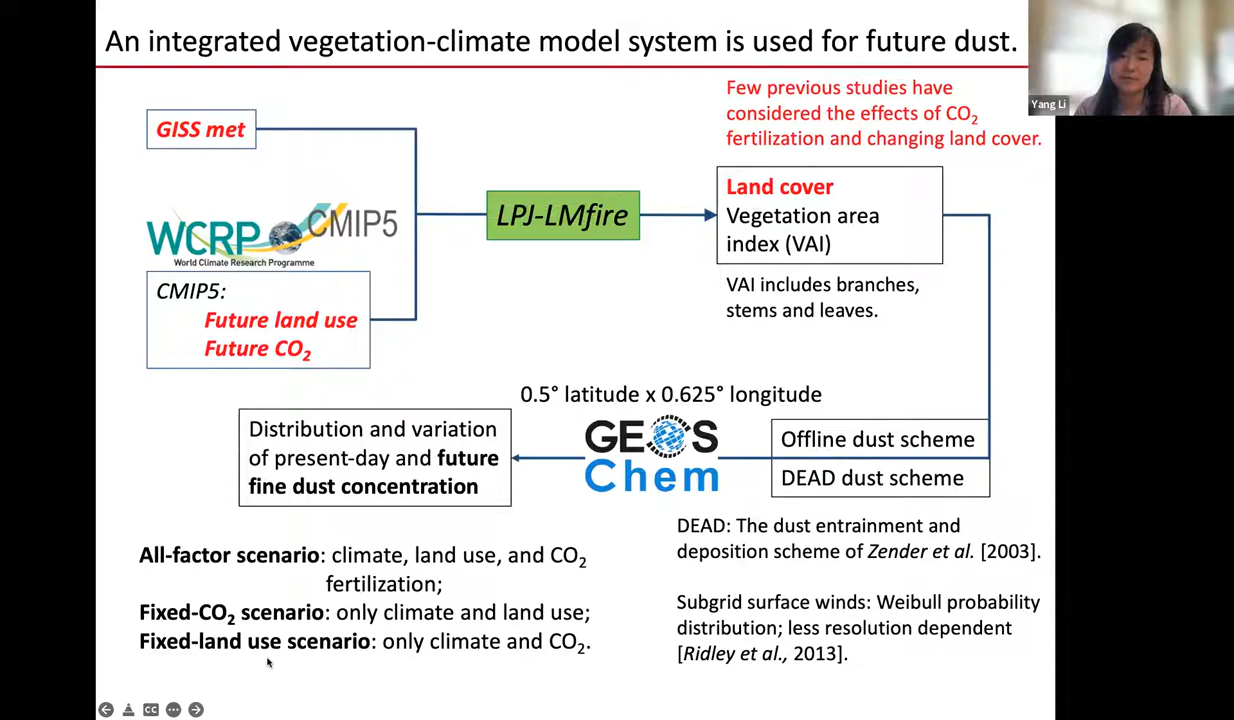 An integrated vegetation-climate model system is used for future dust.
Yang Li
GISS met
Few previous studies have
considered the effects of CO₂
fertilization and changing land cover.
WCRP CMIP5
World Climate Research Programme
CMIP5:
Future land use
Future CO₂
LPJ-LMfire
Land cover
Vegetation area
index (VAI)
VAI includes branches,
stems and leaves.
0.5° latitude x 0.625° longitude
Distribution and variation
of present-day and future
fine dust concentration
GEOS
Chem
Offline dust scheme
DEAD dust scheme
All-factor scenario: climate, land use, and CO₂
fertilization;
Fixed-CO₂ scenario: only climate and land use;
Fixed-land use scenario: only climate and CO₂.
DEAD: The dust entrainment and
deposition scheme of Zender et al. [2003].
Subgrid surface winds: Weibull probability
distribution; less resolution dependent
[Ridley et al., 2013].
CC